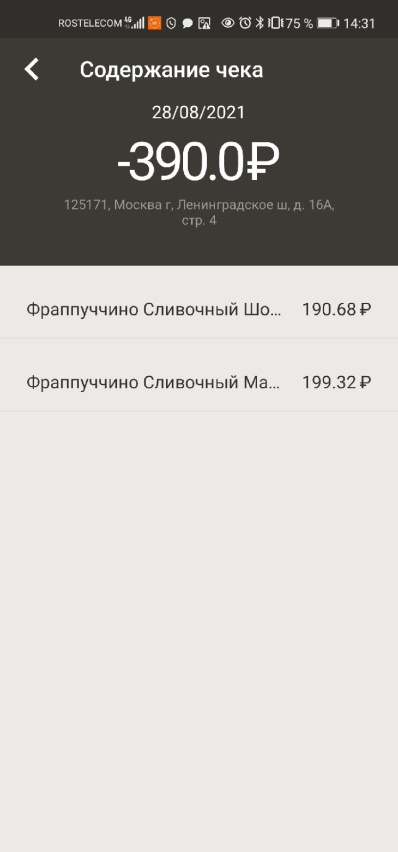 ROSTELECOM 4G 75 % 14:31
Содержание чека
28/08/2021
-390.0₽
125171, Москва г, Ленинградское ш, д. 16А,
стр. 4
Фраппуччино Сливочный Шо... 190.68 ₽
Фраппуччино Сливочный Ма... 199.32 ₽